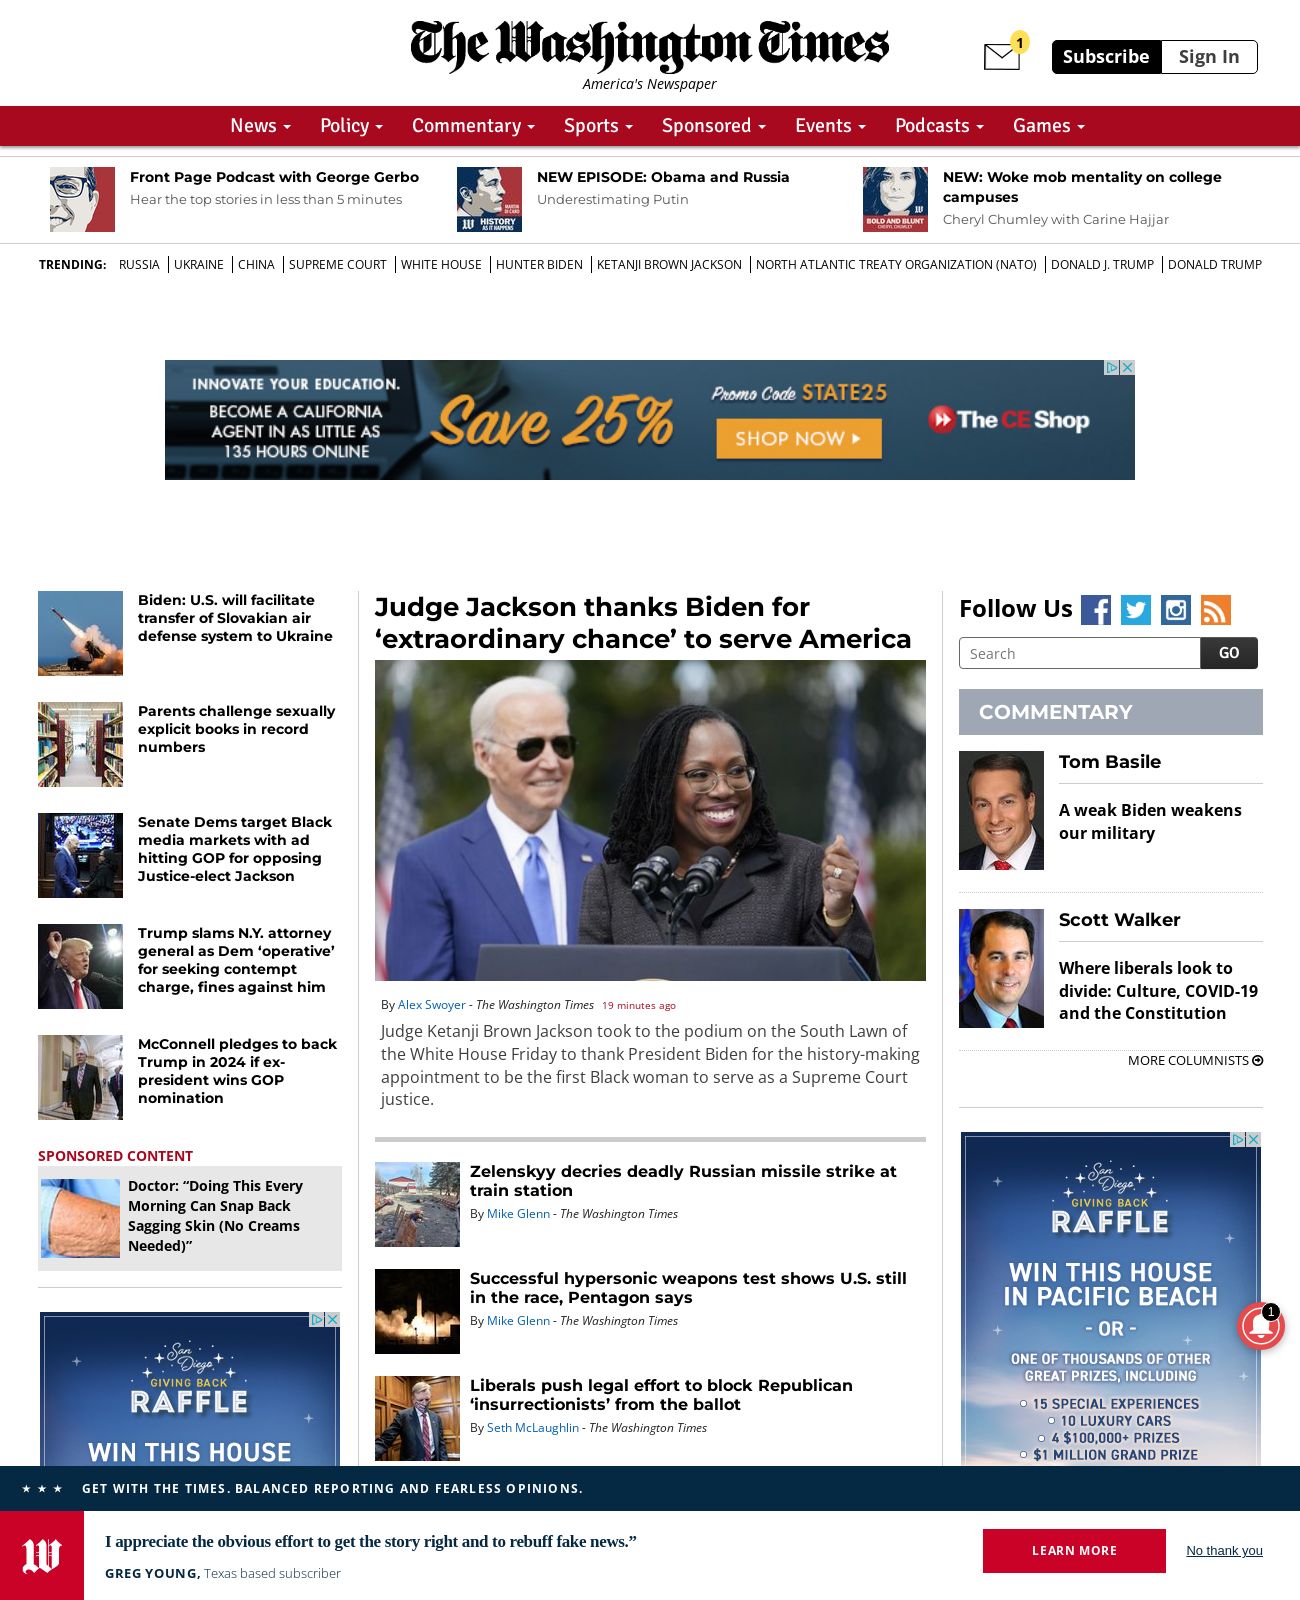 The Washington Times
America's Newspaper
1
Subscribe
Sign In
News
Policy
Commentary
Sports
Sponsored
Events
Podcasts
Games
Front Page Podcast with George Gerbo
Hear the top stories in less than 5 minutes
MARTIN DI CARO
HISTORY
AS IT HAPPENS
NEW EPISODE: Obama and Russia
Underestimating Putin
BOLD AND BLUNT
CHERYL CHUMLEY
NEW: Woke mob mentality on college
campuses
Cheryl Chumley with Carine Hajjar
TRENDING: RUSSIA UKRAINE CHINA SUPREME COURT WHITE HOUSE HUNTER BIDEN KETANJI BROWN JACKSON NORTH ATLANTIC TREATY ORGANIZATION (NATO) DONALD J. TRUMP DONALD TRUMP
INNOVATE YOUR EDUCATION.
BECOME A CALIFORNIA
AGENT IN AS LITTLE AS
135 HOURS ONLINE
Save 25%
Promo Code STATE25
SHOP NOW
The CE Shop
Biden: U.S. will facilitate
transfer of Slovakian air
defense system to Ukraine
Parents challenge sexually
explicit books in record
numbers
Senate Dems target Black
media markets with ad
hitting GOP for opposing
Justice-elect Jackson
Trump slams N.Y. attorney
general as Dem ‘operative’
for seeking contempt
charge, fines against him
McConnell pledges to back
Trump in 2024 if ex-
president wins GOP
nomination
SPONSORED CONTENT
Doctor: “Doing This Every
Morning Can Snap Back
Sagging Skin (No Creams
Needed)”
San Diego
GIVING BACK
RAFFLE
WIN THIS HOUSE
Judge Jackson thanks Biden for
‘extraordinary chance’ to serve America
By Alex Swoyer - The Washington Times 19 minutes ago
Judge Ketanji Brown Jackson took to the podium on the South Lawn of
the White House Friday to thank President Biden for the history-making
appointment to be the first Black woman to serve as a Supreme Court
justice.
Zelenskyy decries deadly Russian missile strike at
train station
By Mike Glenn - The Washington Times
Successful hypersonic weapons test shows U.S. still
in the race, Pentagon says
By Mike Glenn - The Washington Times
Liberals push legal effort to block Republican
‘insurrectionists’ from the ballot
By Seth McLaughlin - The Washington Times
Follow Us
Search
GO
COMMENTARY
Tom Basile
A weak Biden weakens
our military
Scott Walker
Where liberals look to
divide: Culture, COVID-19
and the Constitution
MORE COLUMNISTS
San Diego
GIVING BACK
RAFFLE
WIN THIS HOUSE
IN PACIFIC BEACH
- OR -
ONE OF THOUSANDS OF OTHER
GREAT PRIZES, INCLUDING
15 SPECIAL EXPERIENCES
10 LUXURY CARS
4 $100,000+ PRIZES
$1 MILLION GRAND PRIZE
1
GET WITH THE TIMES. BALANCED REPORTING AND FEARLESS OPINIONS.
W
I appreciate the obvious effort to get the story right and to rebuff fake news.”
GREG YOUNG, Texas based subscriber
LEARN MORE
No thank you